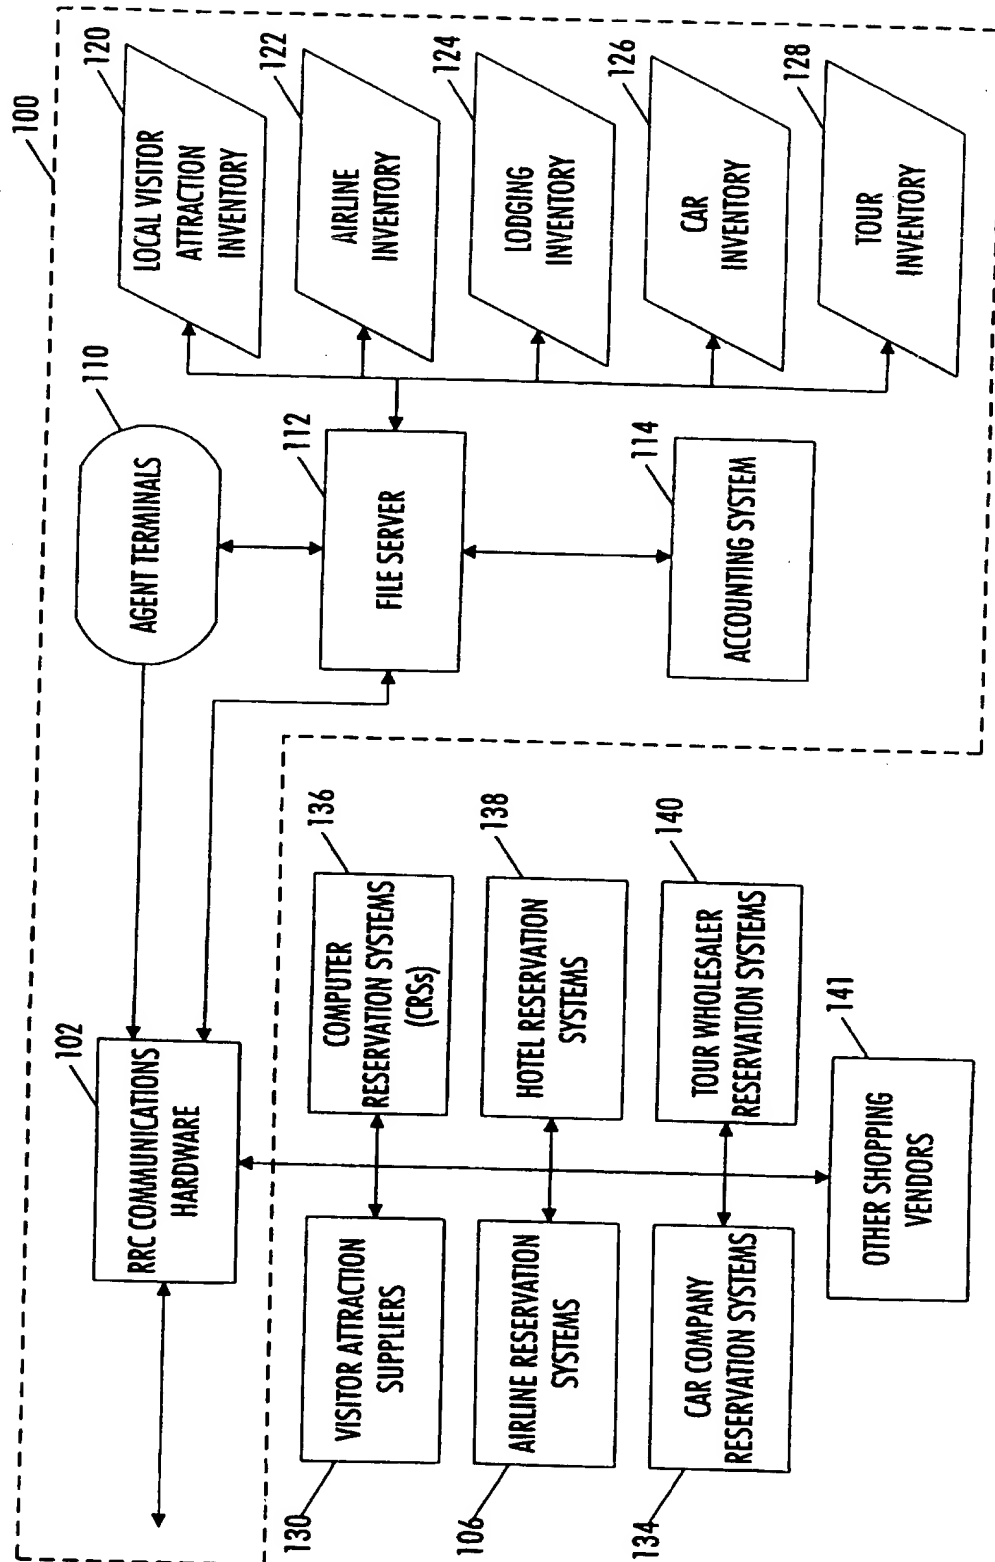 100
102
RRC COMMUNICATIONS
HARDWARE
110
AGENT TERMINALS
120
LOCAL VISITOR
ATTRACTION
INVENTORY
112
FILE SERVER
122
AIRLINE
INVENTORY
124
LODGING
INVENTORY
114
ACCOUNTING SYSTEM
126
CAR
INVENTORY
128
TOUR
INVENTORY
130
VISITOR ATTRACTION
SUPPLIERS
136
COMPUTER
RESERVATION SYSTEMS
(CRSs)
106
AIRLINE RESERVATION
SYSTEMS
138
HOTEL RESERVATION
SYSTEMS
134
CAR COMPANY
RESERVATION SYSTEMS
140
TOUR WHOLESALER
RESERVATION SYSTEMS
141
OTHER SHOPPING
VENDORS